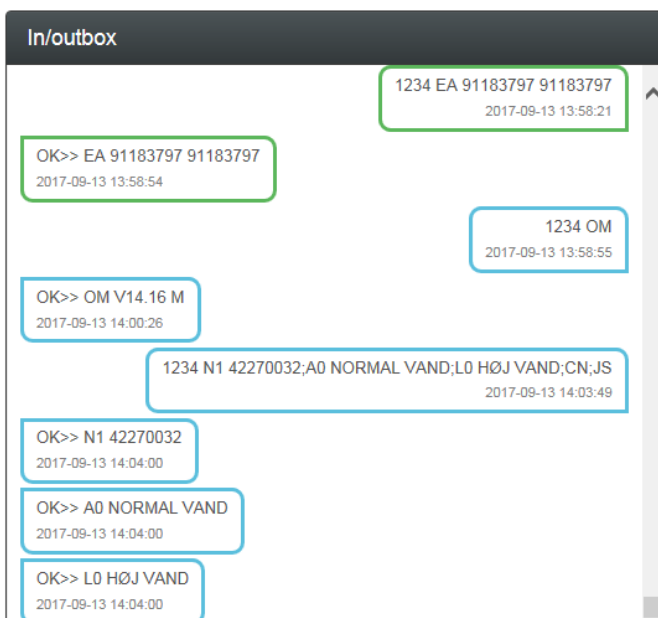 In/outbox
1234 EA 91183797 91183797
2017-09-13 13:58:21
OK>> EA 91183797 91183797
2017-09-13 13:58:54
1234 OM
2017-09-13 13:58:55
OK>> OM V14.16 M
2017-09-13 14:00:26
1234 N1 42270032;A0 NORMAL VAND;L0 HØJ VAND;CN;JS
2017-09-13 14:03:49
OK>> N1 42270032
2017-09-13 14:04:00
OK>> A0 NORMAL VAND
2017-09-13 14:04:00
OK>> L0 HØJ VAND
2017-09-13 14:04:00